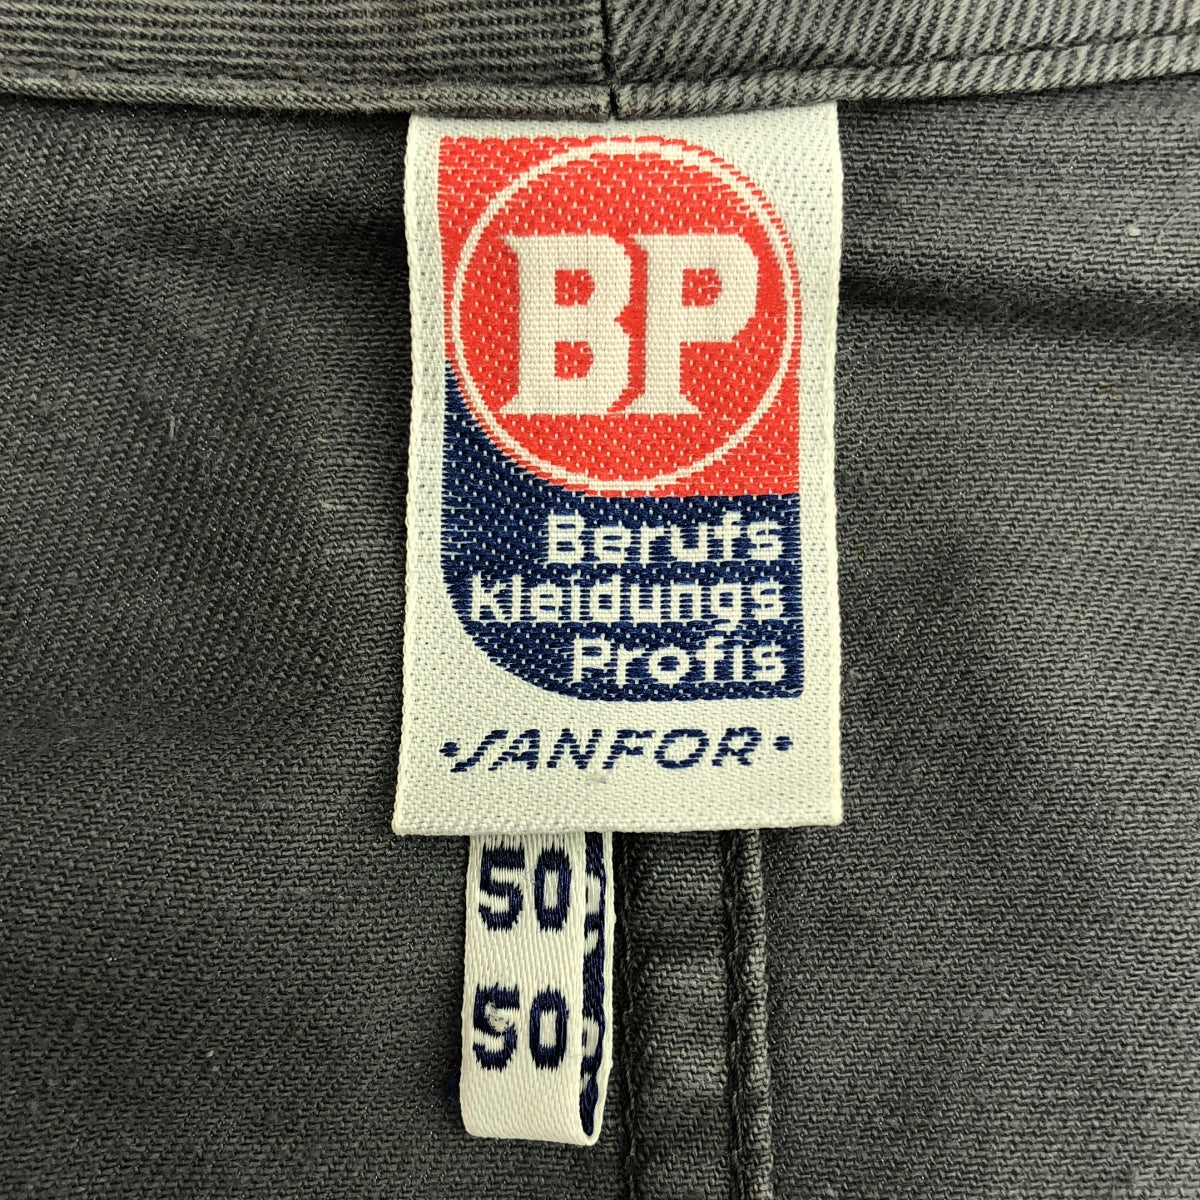 BP
Berufs
Kleidungs
Profis
•SANFOR•
50
50